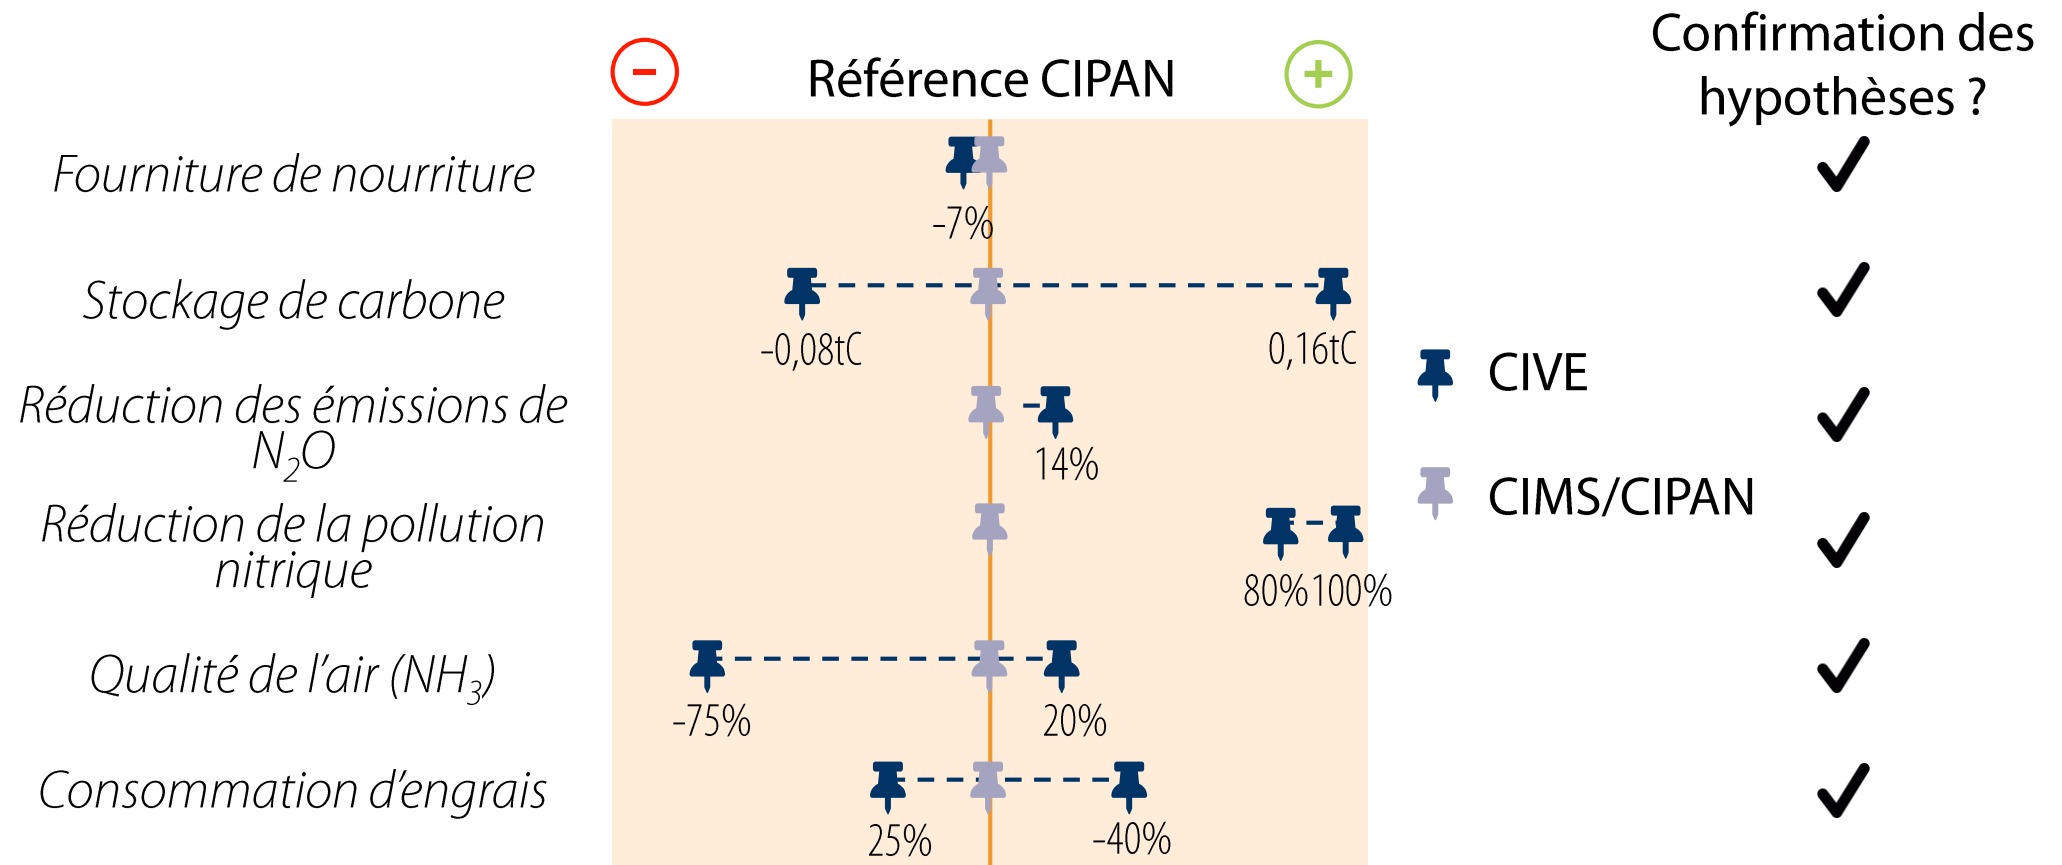 Confirmation des
hypothèses ?
− Référence CIPAN +
Fourniture de nourriture
–7%
Stockage de carbone
–0,08tC 0,16tC
Réduction des émissions de
N₂O
14%
CIVE
CIMS/CIPAN
Réduction de la pollution
nitrique
80% 100%
Qualité de l’air (NH₃)
–75% 20%
Consommation d’engrais
25% –40%